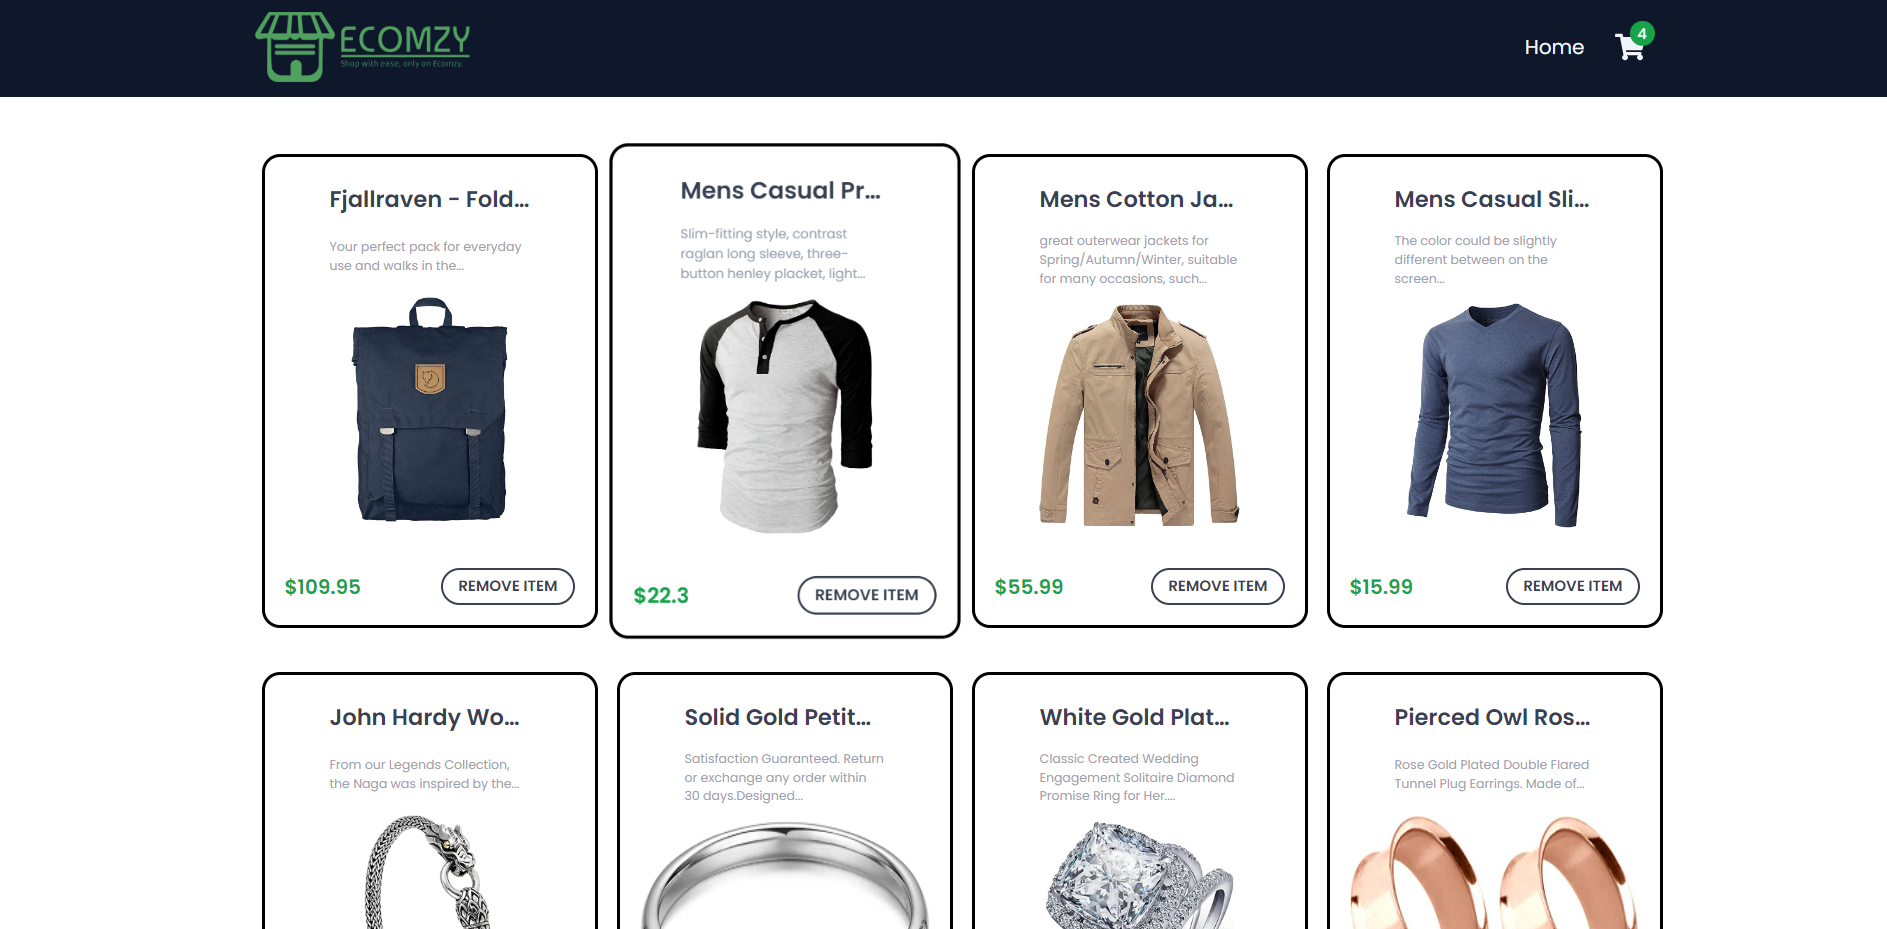 ECOMZY
Shop with ease, only on Ecomzy.
Home
4
Fjallraven - Fold...
Your perfect pack for everyday
use and walks in the...
$109.95
REMOVE ITEM
Mens Casual Pr...
Slim-fitting style, contrast
raglan long sleeve, three-
button henley placket, light...
$22.3
REMOVE ITEM
Mens Cotton Ja...
great outerwear jackets for
Spring/Autumn/Winter, suitable
for many occasions, such...
$55.99
REMOVE ITEM
Mens Casual Sli...
The color could be slightly
different between on the
screen...
$15.99
REMOVE ITEM
John Hardy Wo...
From our Legends Collection,
the Naga was inspired by the...
Solid Gold Petit...
Satisfaction Guaranteed. Return
or exchange any order within
30 days.Designed...
White Gold Plat...
Classic Created Wedding
Engagement Solitaire Diamond
Promise Ring for Her....
Pierced Owl Ros...
Rose Gold Plated Double Flared
Tunnel Plug Earrings. Made of...